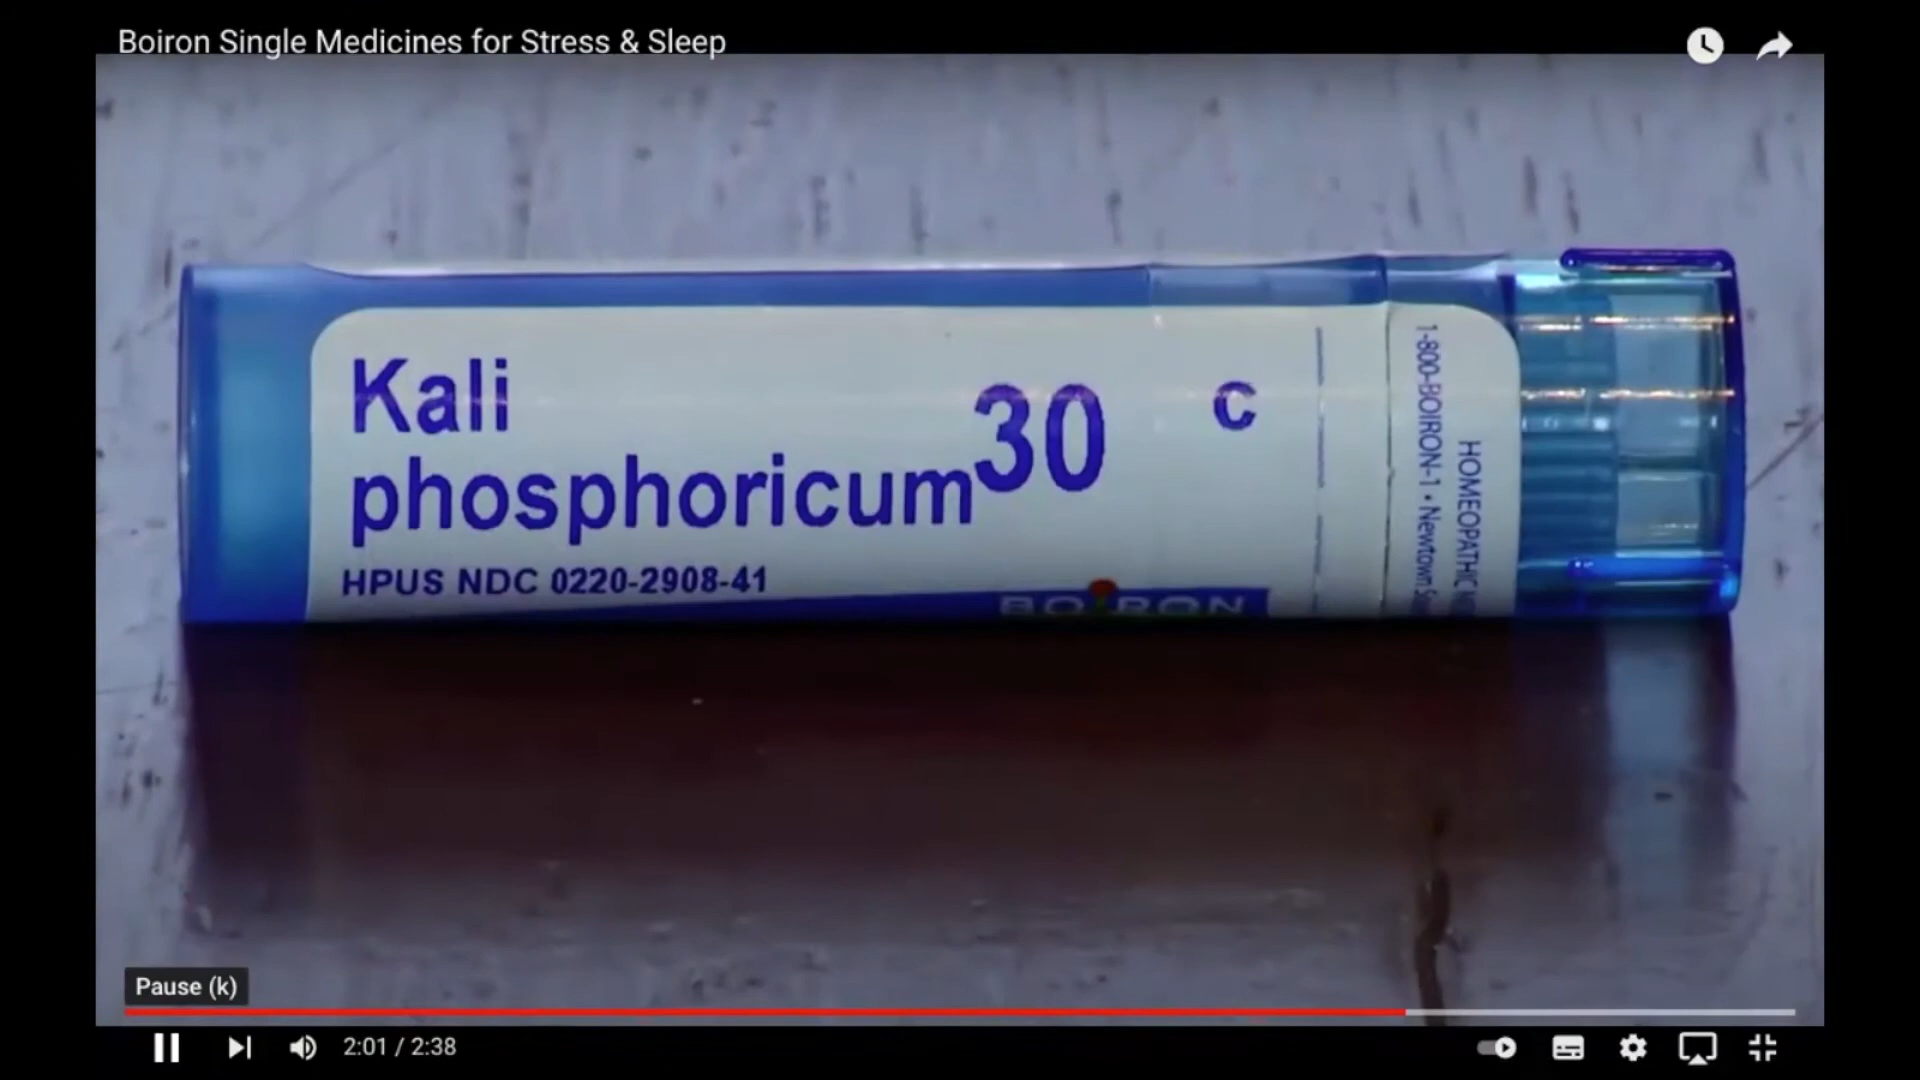 Boiron Single Medicines for Stress & Sleep
Kali
phosphoricum
30 C
HPUS NDC 0220-2908-41
BOIRON
1-800-BOIRON-1 • Newtown
HOMEOPATHIC
Pause (k)
2:01 / 2:38